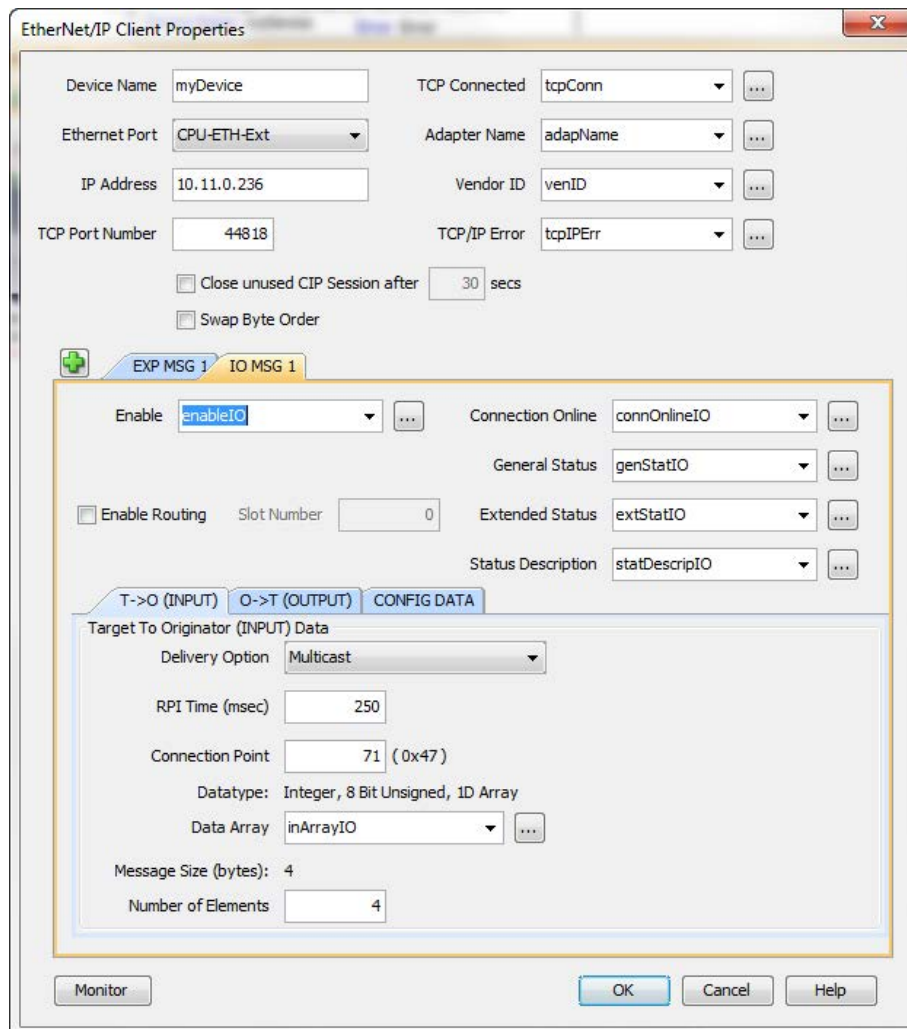 EtherNet/IP Client Properties
Device Name myDevice TCP Connected tcpConn ...
Ethernet Port CPU-ETH-Ext Adapter Name adapName ...
IP Address 10.11.0.236 Vendor ID venID ...
TCP Port Number 44818 TCP/IP Error tcpIPErr ...
Close unused CIP Session after 30 secs
Swap Byte Order
EXP MSG 1 IO MSG 1
Enable enableIO ... Connection Online connOnlineIO ...
General Status genStatIO ...
Enable Routing Slot Number 0 Extended Status extStatIO ...
Status Description statDescripIO ...
T->O (INPUT) O->T (OUTPUT) CONFIG DATA
Target To Originator (INPUT) Data
Delivery Option Multicast
RPI Time (msec) 250
Connection Point 71 ( 0x47 )
Datatype: Integer, 8 Bit Unsigned, 1D Array
Data Array inArrayIO ...
Message Size (bytes): 4
Number of Elements 4
Monitor OK Cancel Help